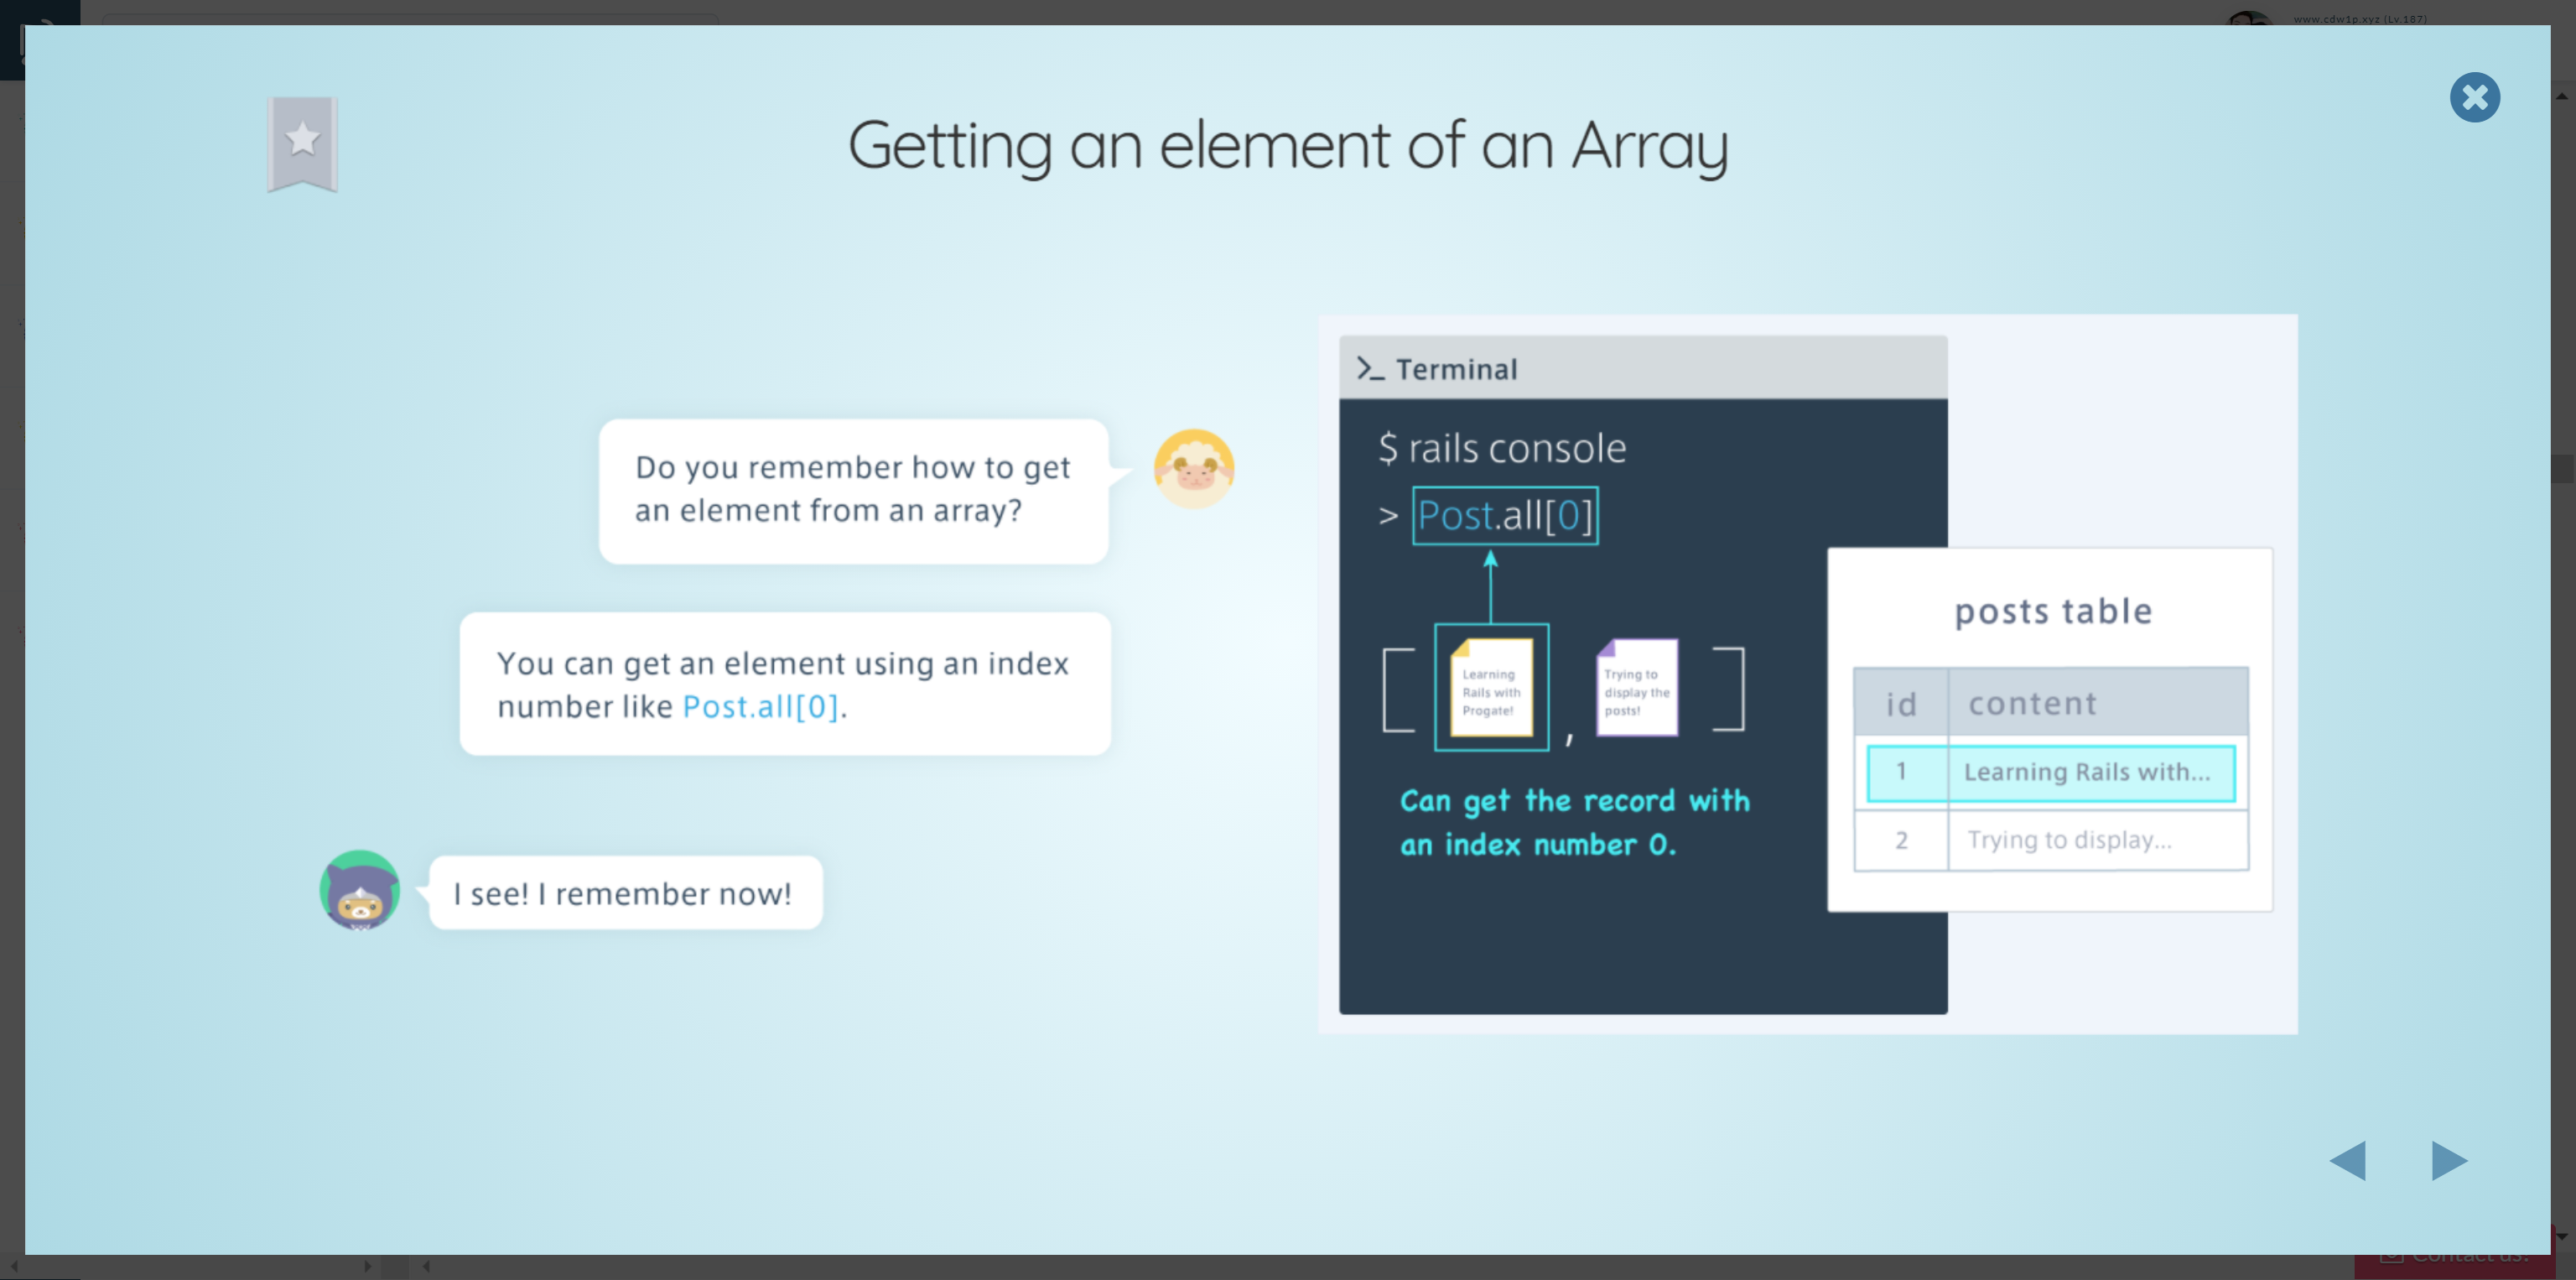 www.cdw1p.xyz (Lv.187)
Getting an element of an Array
Do you remember how to get
an element from an array?
You can get an element using an index
number like Post.all[0].
I see! I remember now!
>_ Terminal
$ rails console
> Post.all[0]
[
Learning
Rails with
Progate!
,
Trying to
display the
posts!
]
Can get the record with
an index number 0.
posts table
id content
1 Learning Rails with...
2 Trying to display...
Contact us!